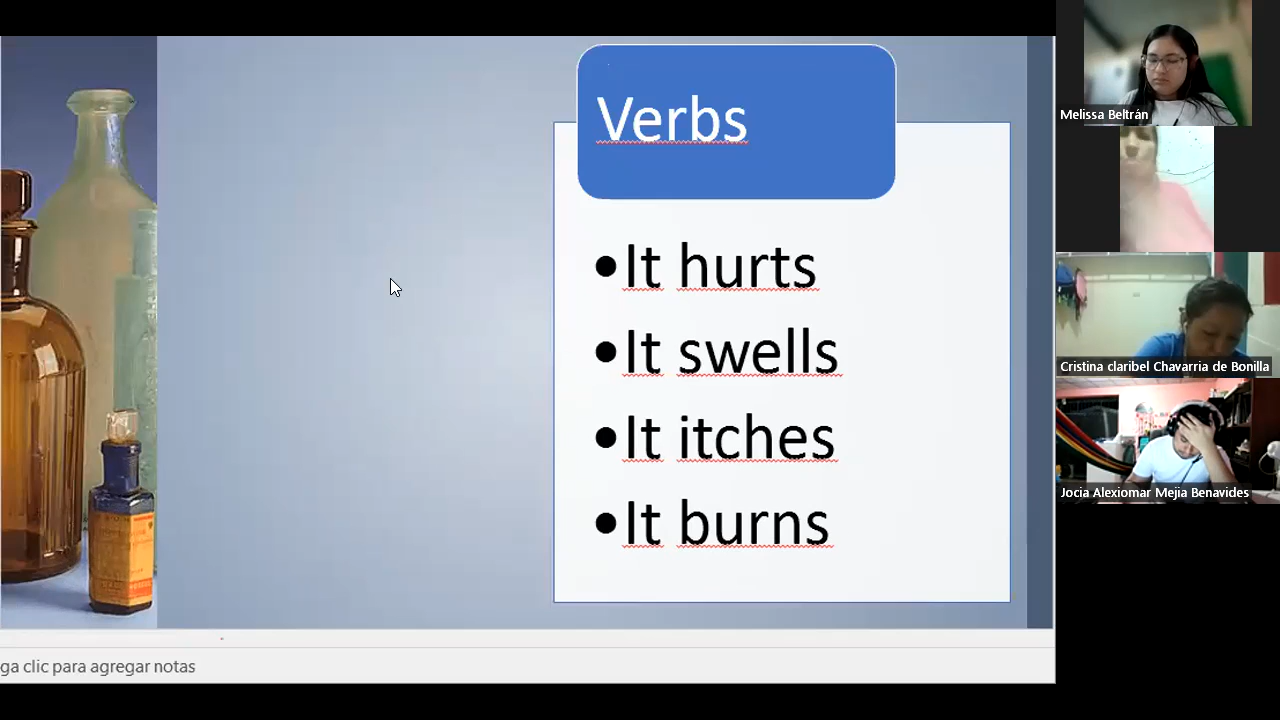 Verbs
•It hurts
•It swells
•It itches
•It burns
ga clic para agregar notas
Melissa Beltrán
Cristina claribel Chavarria de Bonilla
Jocia Alexiomar Mejia Benavides